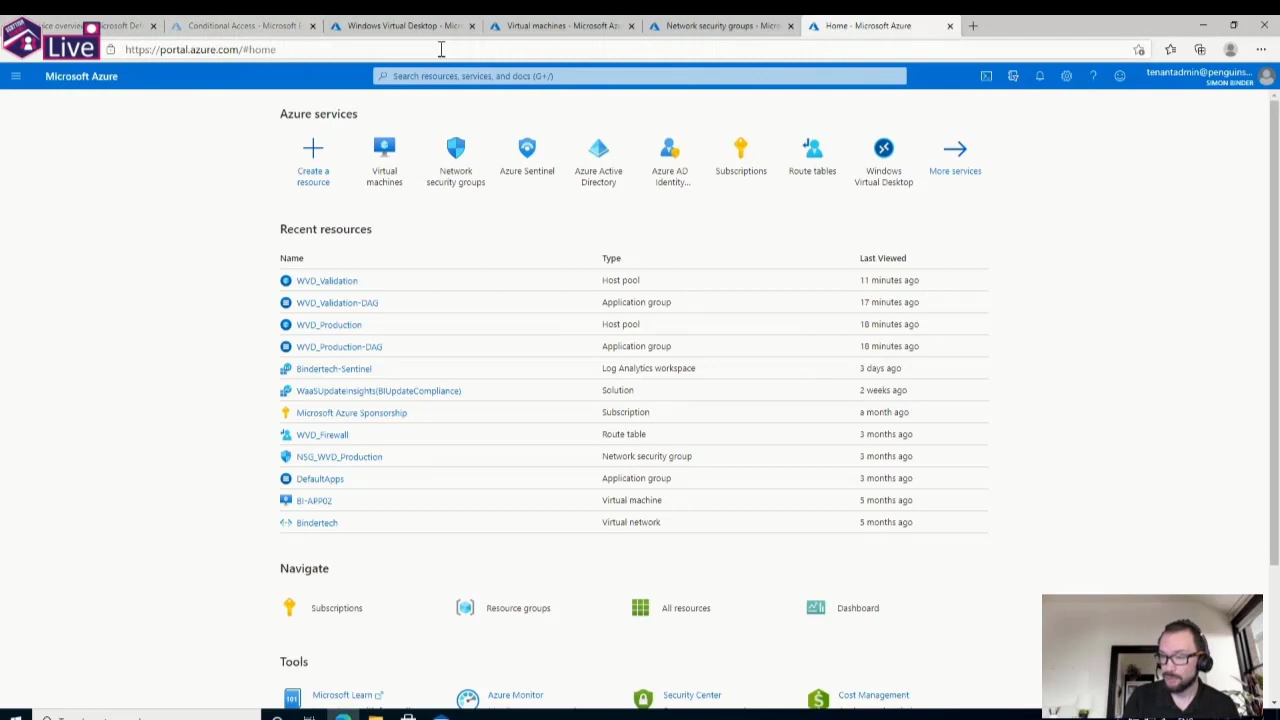 ice overview - Microsoft Def
Conditional Access - Microsoft E
Windows Virtual Desktop - Micr
Virtual machines - Microsoft Az
Network security groups - Micro
Home - Microsoft Azure
Live
https://portal.azure.com/#home
Microsoft Azure
Search resources, services, and docs (G+/)
tenantadmin@penguins...
SIMON BINDER
Azure services
Create a resource
Virtual machines
Network security groups
Azure Sentinel
Azure Active Directory
Azure AD Identity...
Subscriptions
Route tables
Windows Virtual Desktop
More services
Recent resources
Name Type Last Viewed
WVD_Validation Host pool 11 minutes ago
WVD_Validation-DAG Application group 17 minutes ago
WVD_Production Host pool 18 minutes ago
WVD_Production-DAG Application group 18 minutes ago
Bindertech-Sentinel Log Analytics workspace 3 days ago
WaaSUpdateInsights(BIUpdateCompliance) Solution 2 weeks ago
Microsoft Azure Sponsorship Subscription a month ago
WVD_Firewall Route table 3 months ago
NSG_WVD_Production Network security group 3 months ago
DefaultApps Application group 3 months ago
BI-APP02 Virtual machine 5 months ago
Bindertech Virtual network 5 months ago
Navigate
Subscriptions
Resource groups
All resources
Dashboard
Tools
101
Microsoft Learn
Azure Monitor
Security Center
Cost Management